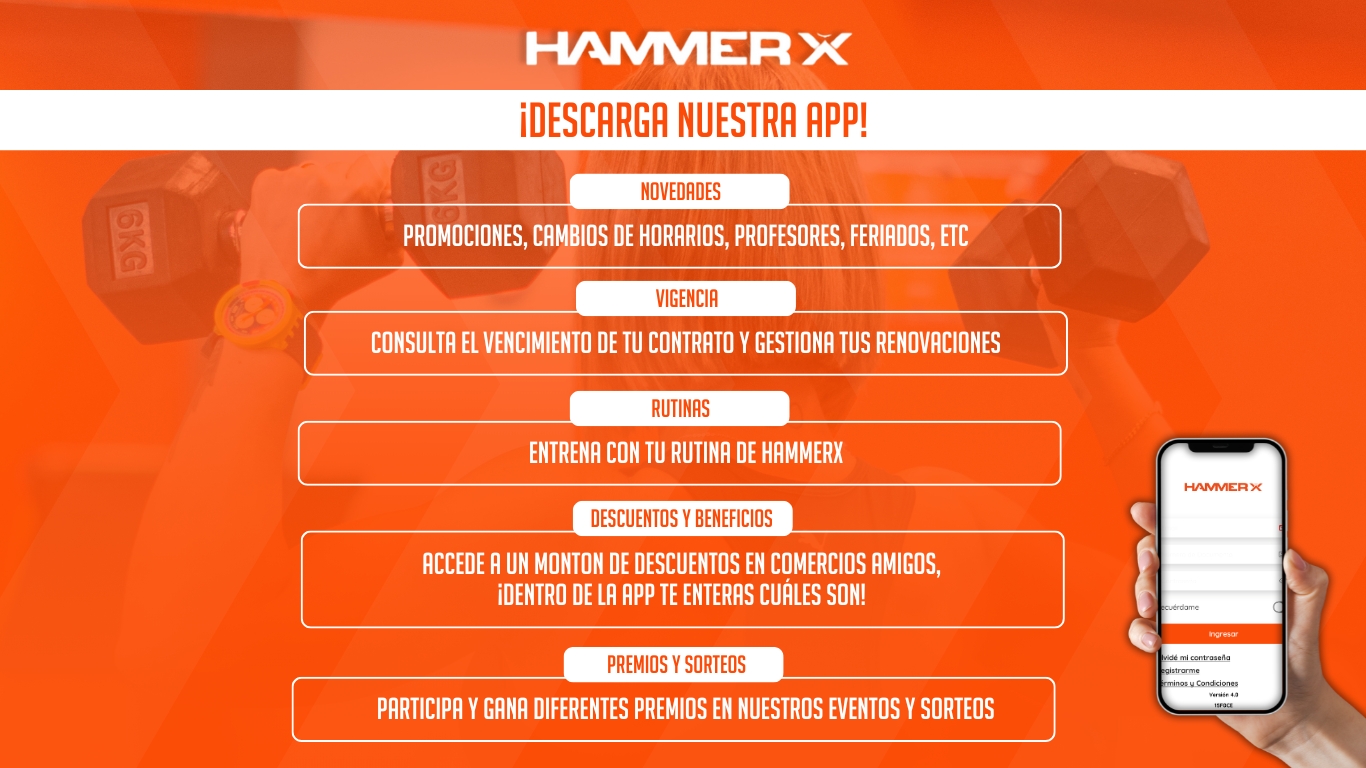 HAMMER X
¡DESCARGA NUESTRA APP!
6KG
6KG
NOVEDADES
PROMOCIONES, CAMBIOS DE HORARIOS, PROFESORES, FERIADOS, ETC
VIGENCIA
CONSULTA EL VENCIMIENTO DE TU CONTRATO Y GESTIONA TUS RENOVACIONES
RUTINAS
ENTRENA CON TU RUTINA DE HAMMERX
DESCUENTOS Y BENEFICIOS
ACCEDE A UN MONTON DE DESCUENTOS EN COMERCIOS AMIGOS,
¡DENTRO DE LA APP TE ENTERAS CUÁLES SON!
PREMIOS Y SORTEOS
PARTICIPA Y GANA DIFERENTES PREMIOS EN NUESTROS EVENTOS Y SORTEOS
HAMMER X
ecuérdame
Ingresar
lvidé mi contraseña
egistrarme
érminos y Condiciones
Versión 4.0